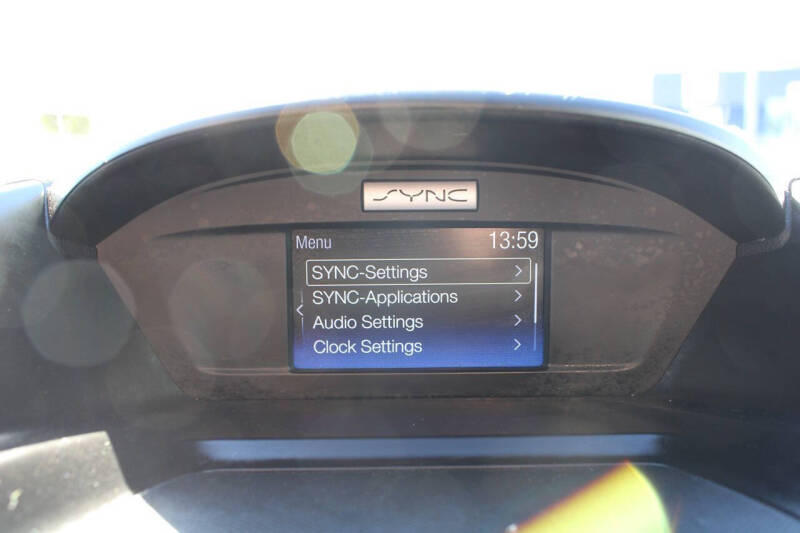 SYNC
Menu 13:59
SYNC-Settings
SYNC-Applications
Audio Settings
Clock Settings